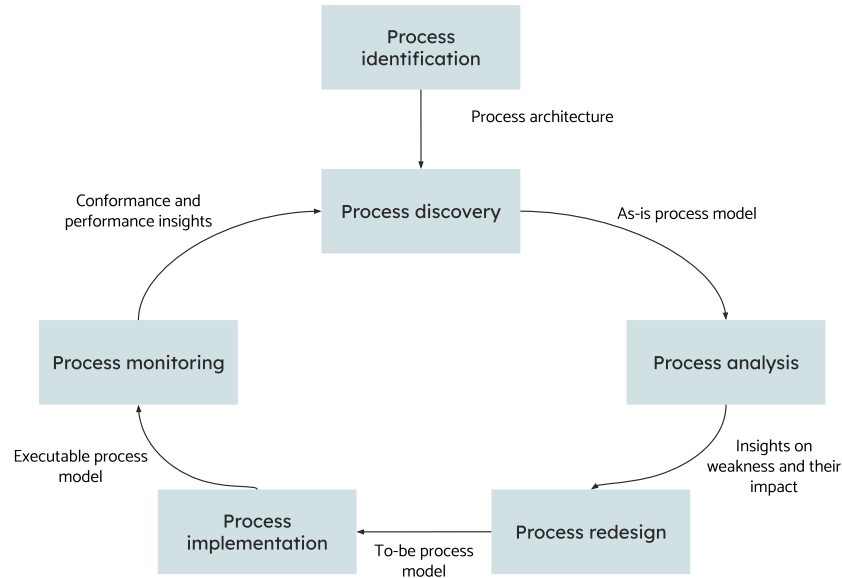 Process
identification
Process architecture
Process discovery
Conformance and
performance insights
As-is process model
Process monitoring
Process analysis
Executable process
model
Insights on
weakness and their
impact
Process
implementation
To-be process
model
Process redesign